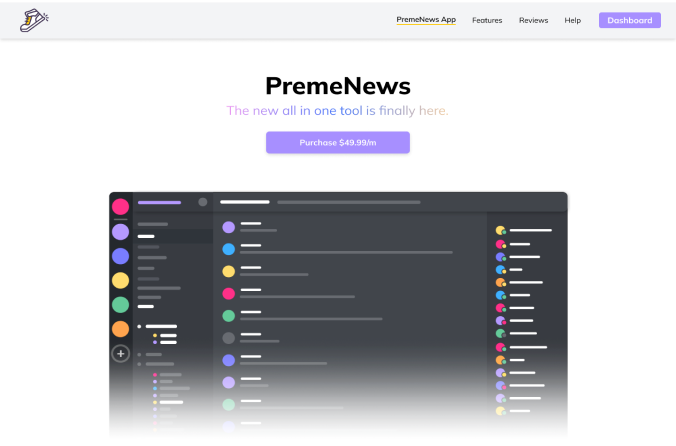 PremeNews App
Features
Reviews
Help
Dashboard
PremeNews
The new all in one tool is finally here.
Purchase $49.99/m